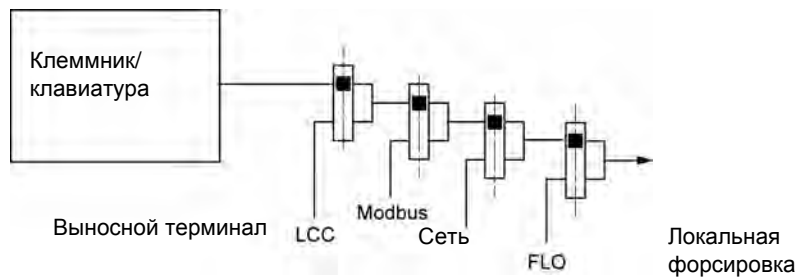 Клеммник/
клавиатура
Выносной терминал
LCC
Modbus
Сеть
FLO
Локальная
форсировка